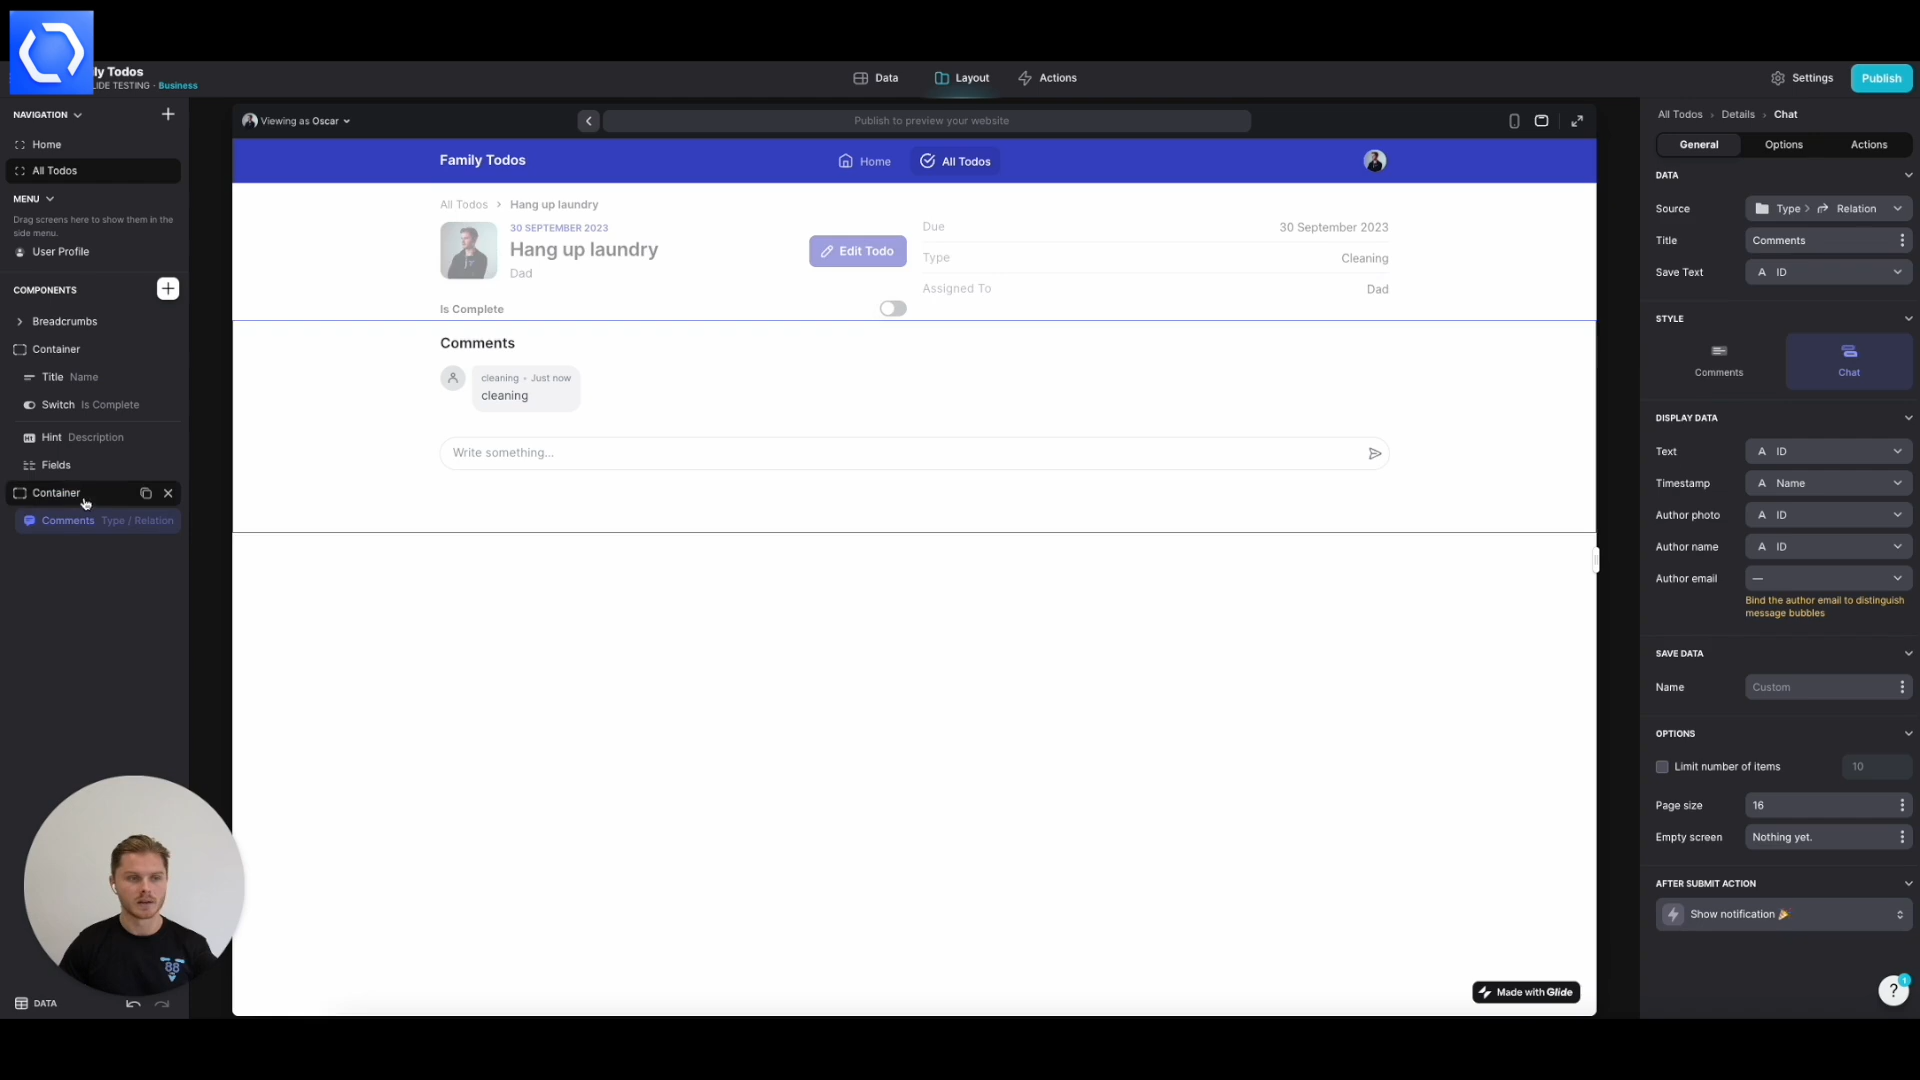 ly Todos
LIDE TESTING · Business
Data
Layout
Actions
Settings
Publish
NAVIGATION
Home
All Todos
MENU
Drag screens here to show them in the
side menu.
User Profile
COMPONENTS
Breadcrumbs
Container
Title Name
Switch Is Complete
Hint Description
Fields
Container
Comments Type / Relation
DATA
Viewing as Oscar
Publish to preview your website
Family Todos
Home
All Todos
All Todos > Hang up laundry
30 SEPTEMBER 2023
Hang up laundry
Dad
Edit Todo
Is Complete
Due 30 September 2023
Type Cleaning
Assigned To Dad
Comments
cleaning • Just now
cleaning
Write something...
Made with Glide
All Todos > Details > Chat
General
Options
Actions
DATA
Source Type > Relation
Title Comments
Save Text A ID
STYLE
Comments
Chat
DISPLAY DATA
Text A ID
Timestamp A Name
Author photo A ID
Author name A ID
Author email —
Bind the author email to distinguish
message bubbles
SAVE DATA
Name Custom
OPTIONS
Limit number of items 10
Page size 16
Empty screen Nothing yet.
AFTER SUBMIT ACTION
Show notification 🎉
? 1
88